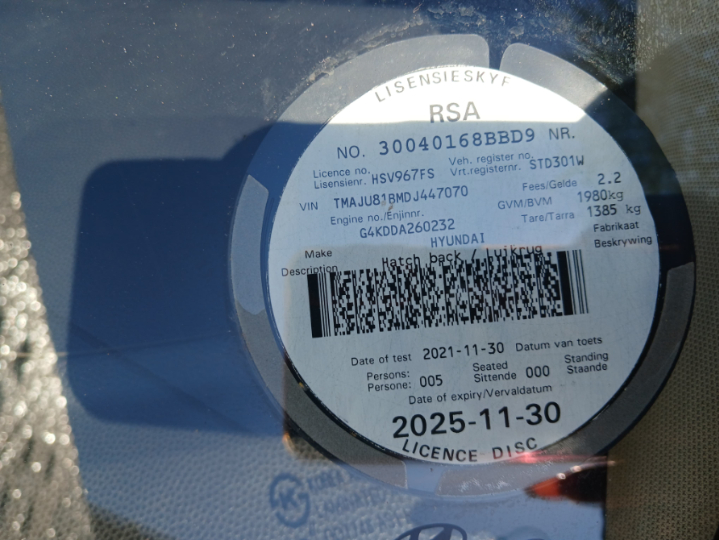 LISENSIESKYF
RSA
NO. 30040168BBD9 NR.
Licence no. Veh. register no.
Lisensienr. HSV967FS Vrt.registernr. STD301W
VIN TMAJU81BMDJ447070 Fees/Gelde 2.2
Engine no./Enjinnr. GVM/BVM 1980kg
G4KDDA260232 Tare/Tarra 1385 kg
Make HYUNDAI Fabrikaat
Description Hatch back / Luikrug Beskrywing
Date of test 2021-11-30 Datum van toets
Persons: Seated Standing
Persone: 005 Sittende 000 Staande
Date of expiry/Vervaldatum
2025-11-30
LICENCE DISC